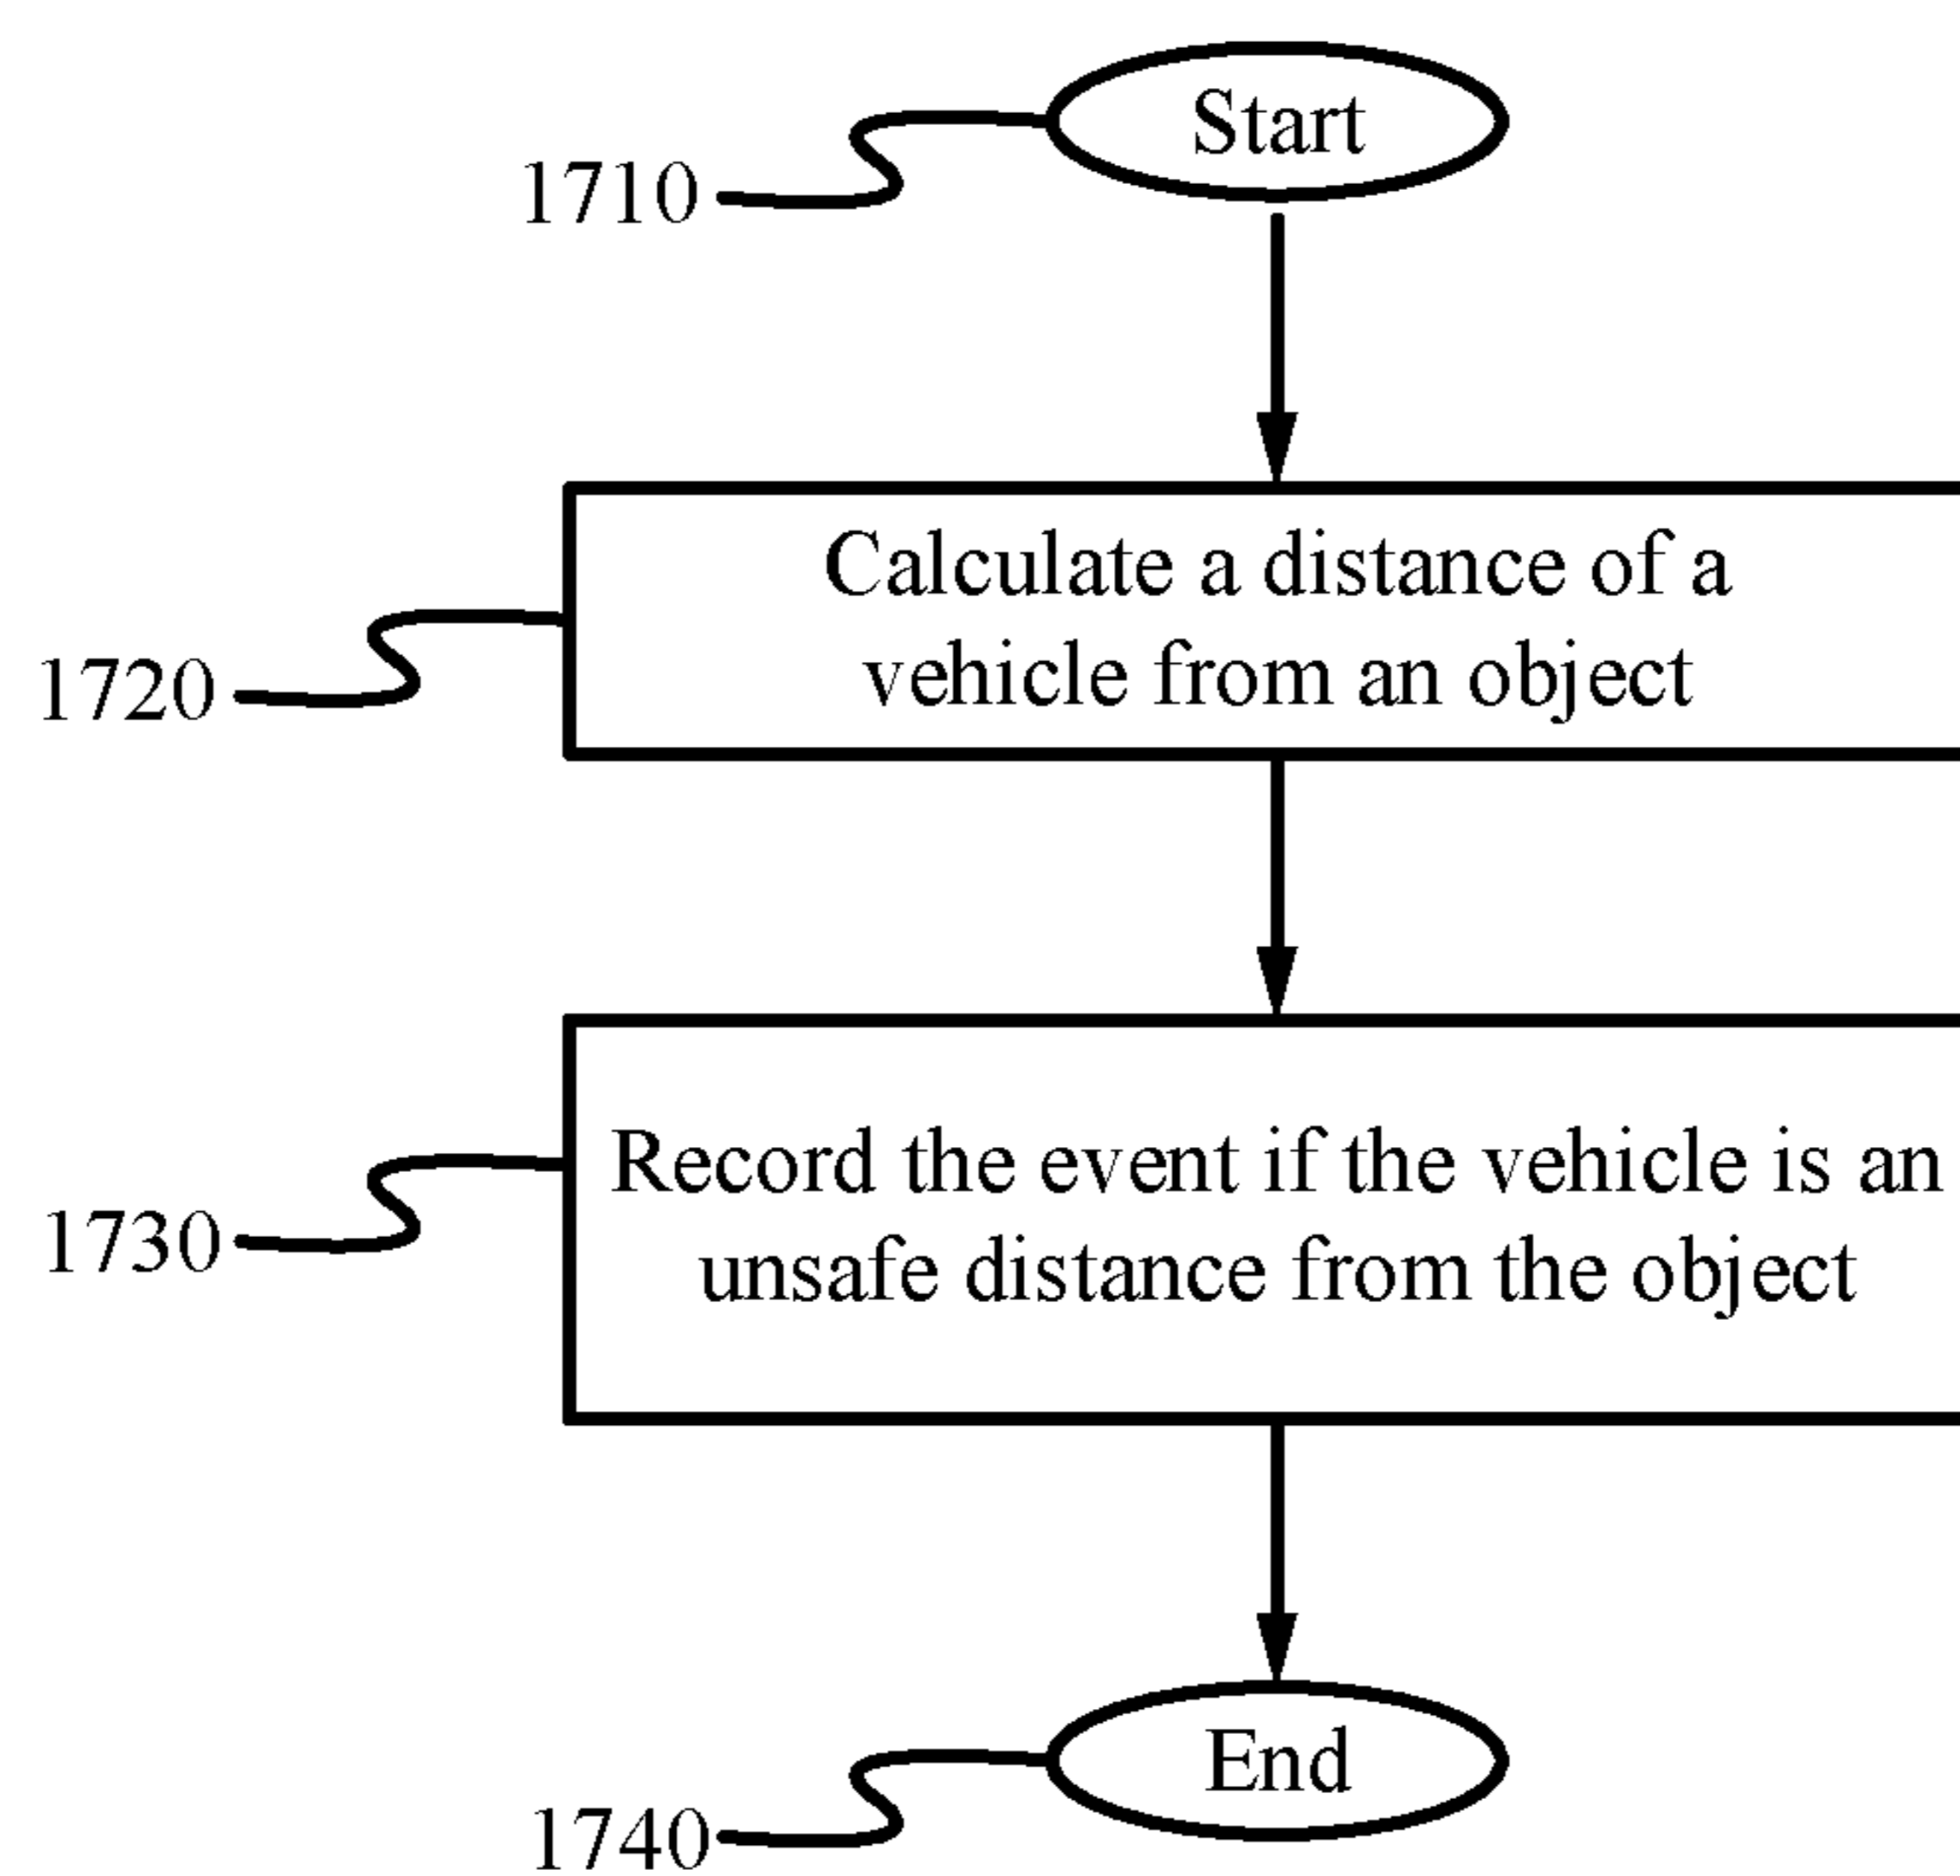 Start
1710
Calculate a distance of a
vehicle from an object
1720
Record the event if the vehicle is an
unsafe distance from the object
1730
End
1740